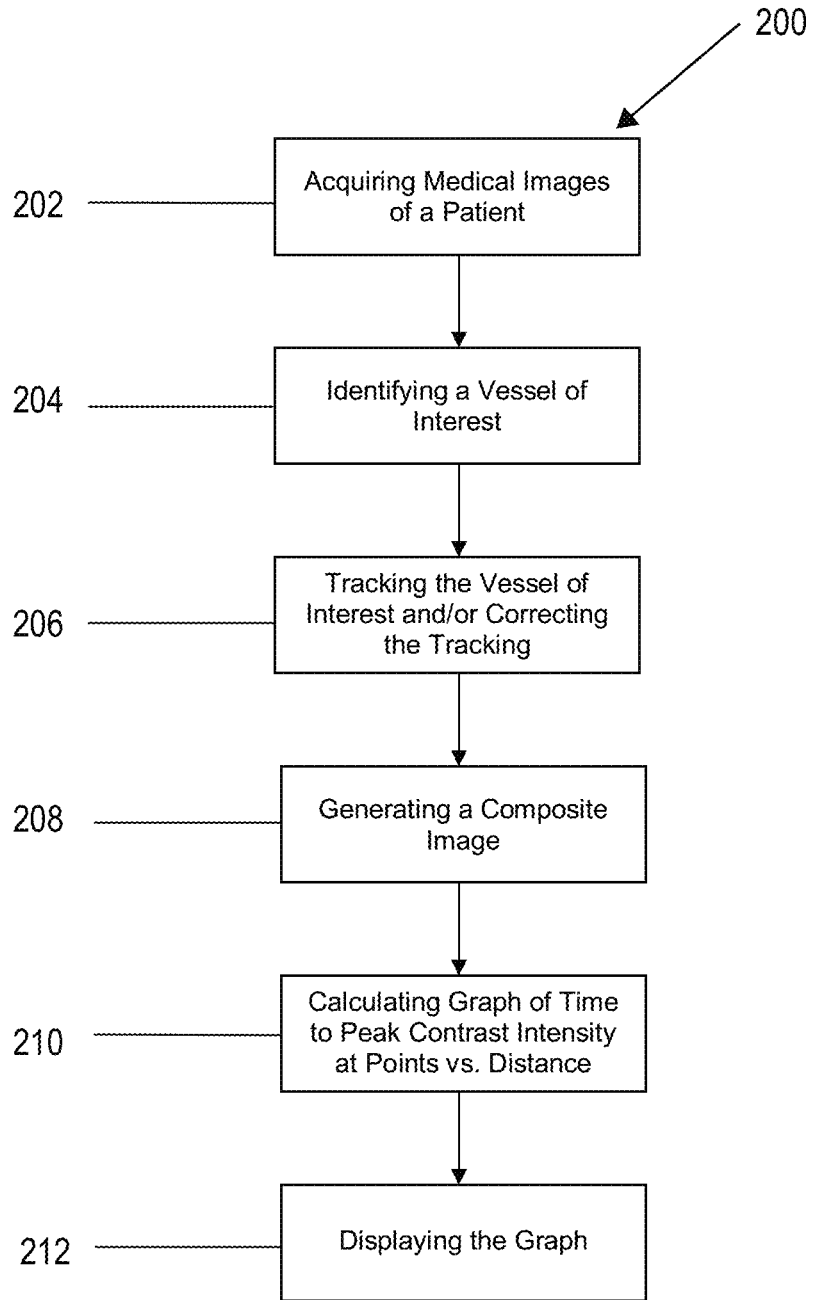 200
202
Acquiring Medical Images
of a Patient
204
Identifying a Vessel of
Interest
206
Tracking the Vessel of
Interest and/or Correcting
the Tracking
208
Generating a Composite
Image
210
Calculating Graph of Time
to Peak Contrast Intensity
at Points vs. Distance
212
Displaying the Graph